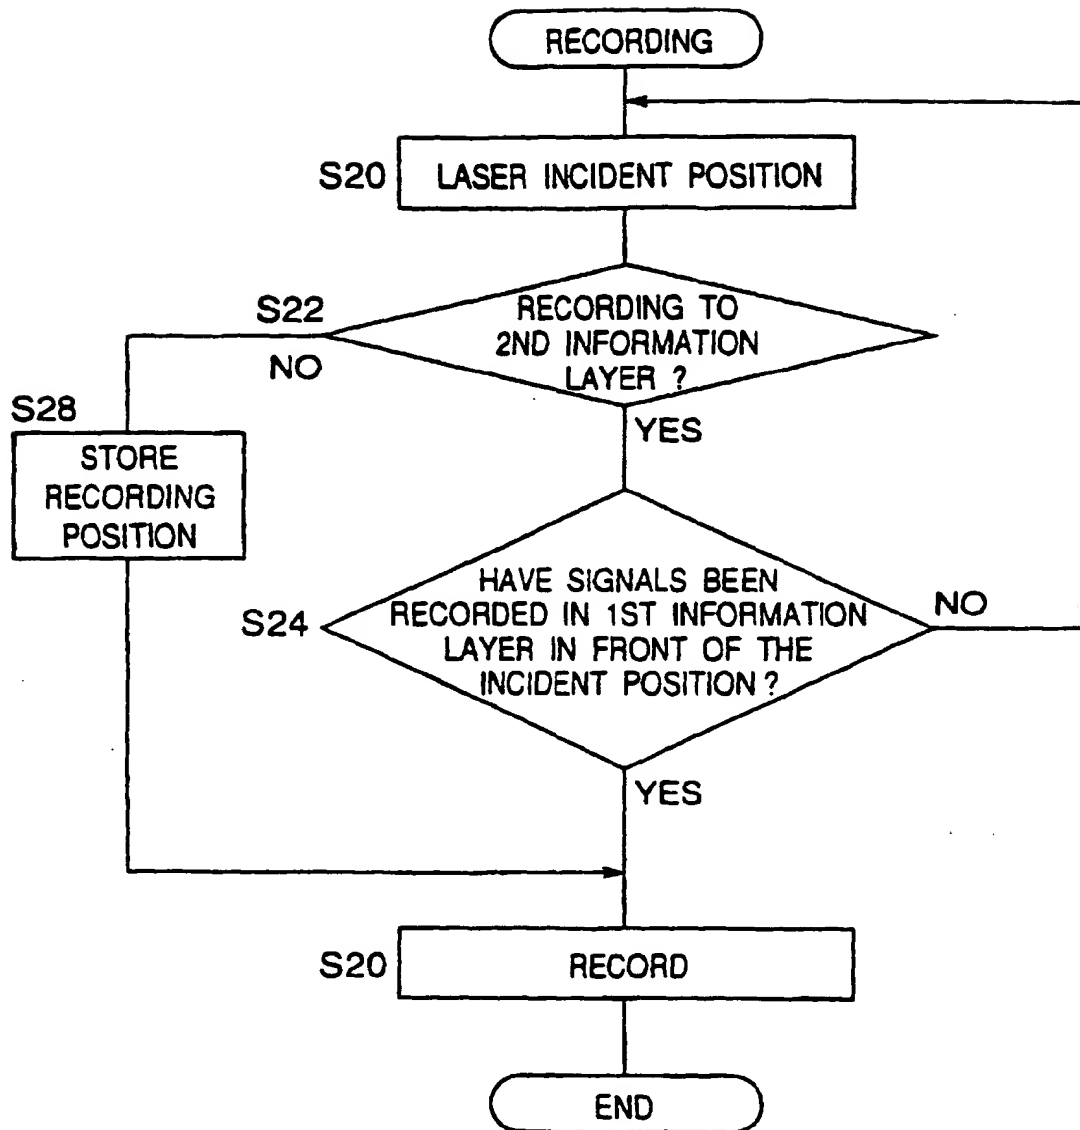 RECORDING
S20
LASER INCIDENT POSITION
S22
RECORDING TO
2ND INFORMATION
LAYER ?
NO
YES
S28
STORE
RECORDING
POSITION
S24
HAVE SIGNALS BEEN
RECORDED IN 1ST INFORMATION
LAYER IN FRONT OF THE
INCIDENT POSITION ?
NO
YES
S20
RECORD
END